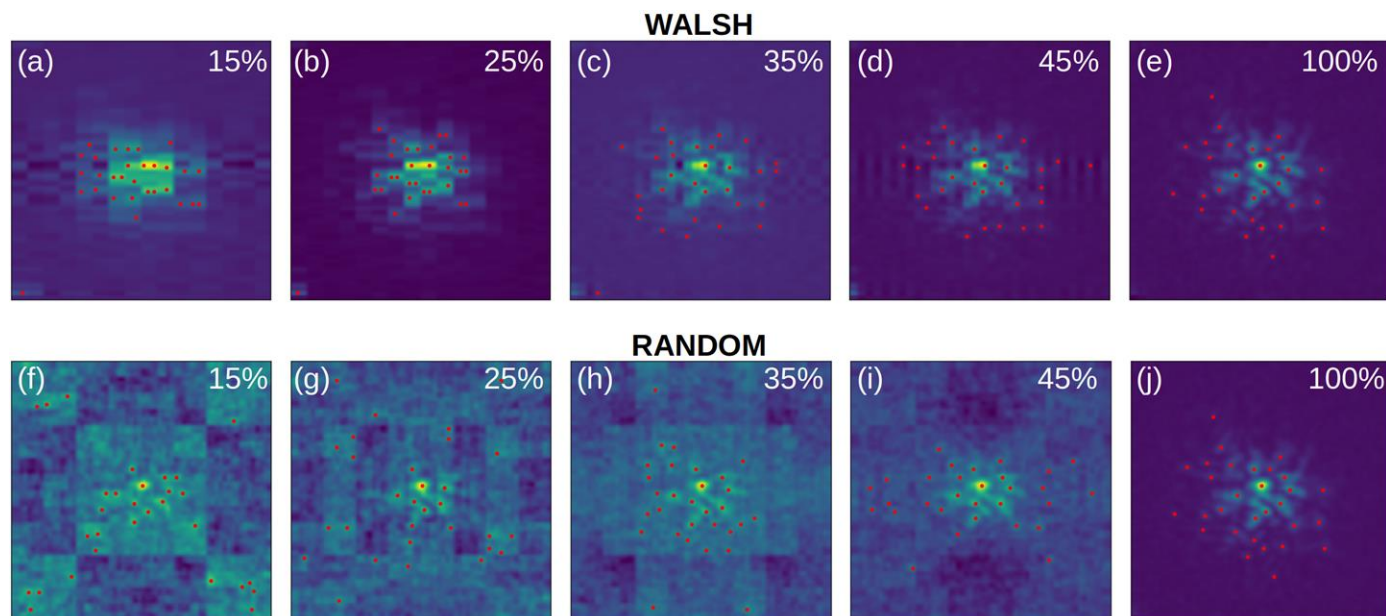 WALSH
(a) 15% (b) 25% (c) 35% (d) 45% (e) 100%
RANDOM
(f) 15% (g) 25% (h) 35% (i) 45% (j) 100%